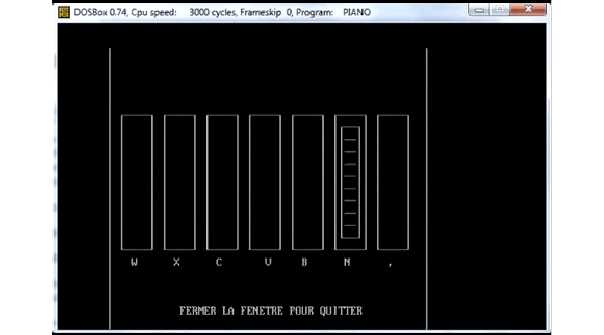 DOSBox 0.74, Cpu speed: 3000 cycles, Frameskip 0, Program: PIANO
W X C V B N ,
FERMER LA FENETRE POUR QUITTER